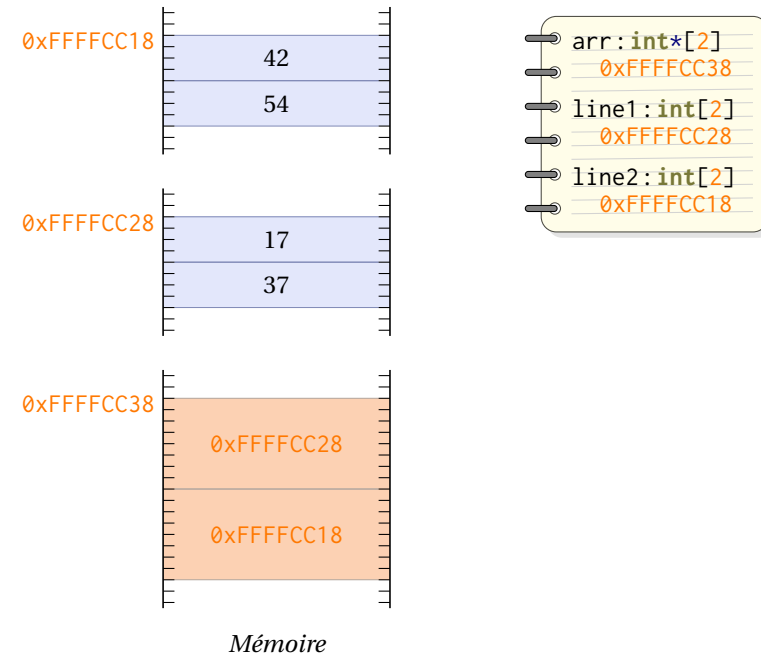 0xFFFFCC18
42
54
0xFFFFCC28
17
37
0xFFFFCC38
0xFFFFCC28
0xFFFFCC18
Mémoire
arr:int*[2]
0xFFFFCC38
line1:int[2]
0xFFFFCC28
line2:int[2]
0xFFFFCC18